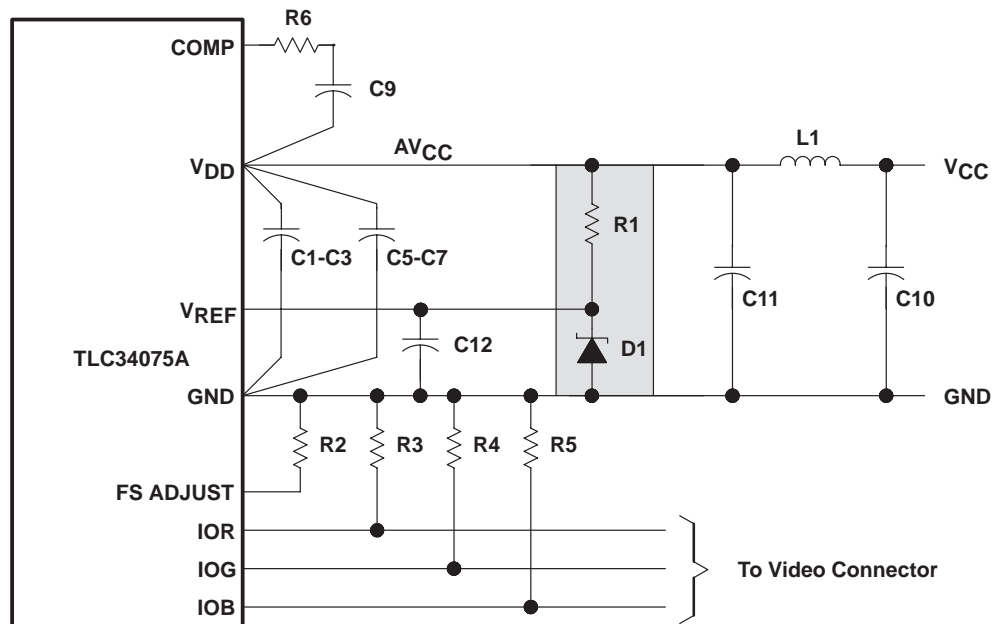 R6
COMP
C9
L1
AVCC
VDD
VCC
R1
C1-C3
C5-C7
C11
C10
VREF
C12
D1
TLC34075A
GND
GND
R2
R3
R4
R5
FS ADJUST
IOR
IOG
To Video Connector
IOB